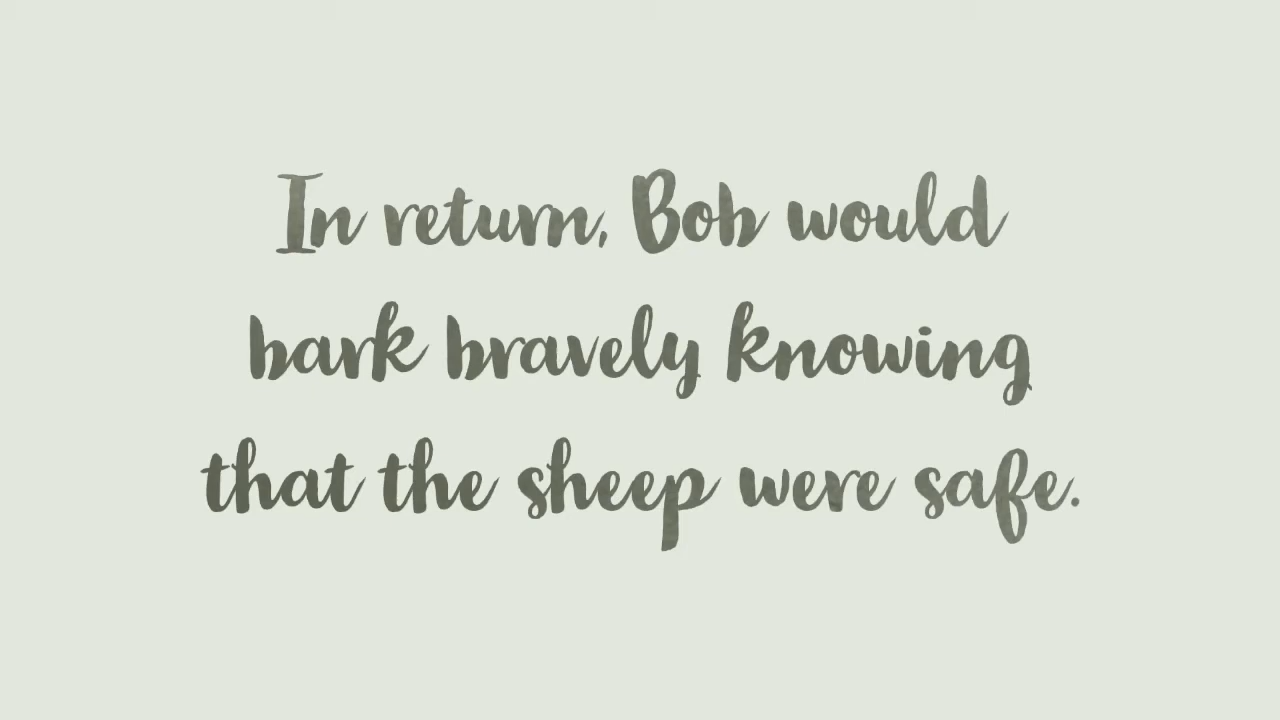 In return, Bob would
bark bravely knowing
that the sheep were safe.